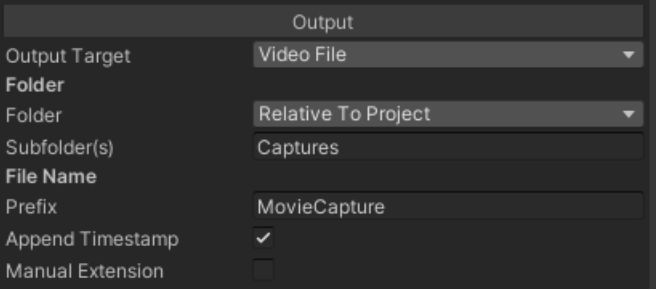 Output
Output Target Video File
Folder
Folder Relative To Project
Subfolder(s) Captures
File Name
Prefix MovieCapture
Append Timestamp
Manual Extension